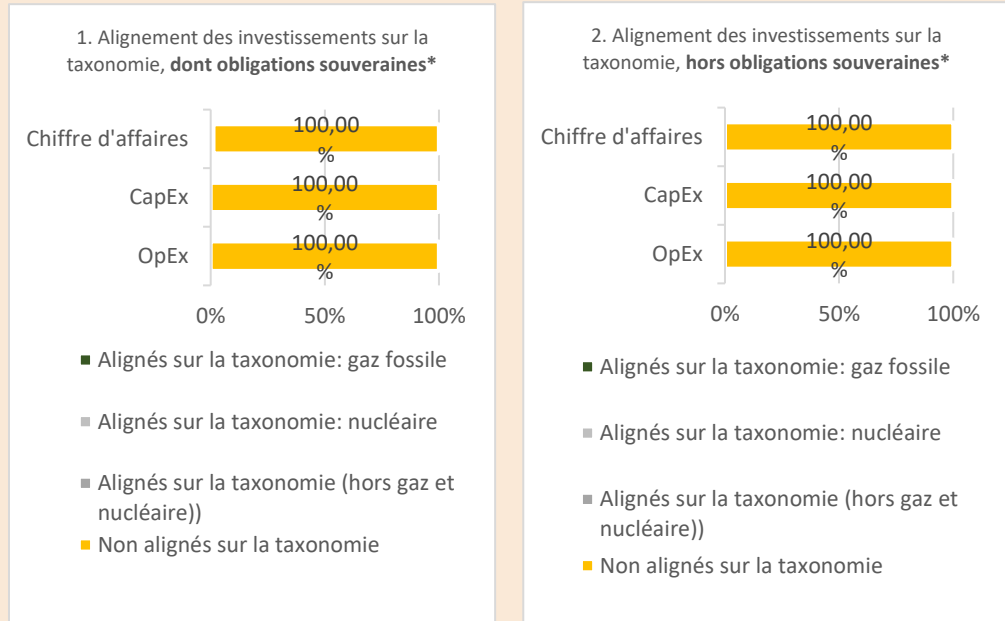 1. Alignement des investissements sur la
taxonomie, dont obligations souveraines*
Chiffre d'affaires
100,00
%
CapEx
100,00
%
OpEx
100,00
%
0%
50%
100%
Alignés sur la taxonomie: gaz fossile
Alignés sur la taxonomie: nucléaire
Alignés sur la taxonomie (hors gaz et
nucléaire))
Non alignés sur la taxonomie
2. Alignement des investissements sur la
taxonomie, hors obligations souveraines*
Chiffre d'affaires
100,00
%
CapEx
100,00
%
OpEx
100,00
%
0%
50%
100%
Alignés sur la taxonomie: gaz fossile
Alignés sur la taxonomie: nucléaire
Alignés sur la taxonomie (hors gaz et
nucléaire))
Non alignés sur la taxonomie